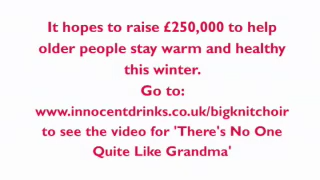 It hopes to raise £250,000 to help
older people stay warm and healthy
this winter.
Go to:
www.innocentdrinks.co.uk/bigknitchoir
to see the video for 'There's No One
Quite Like Grandma'